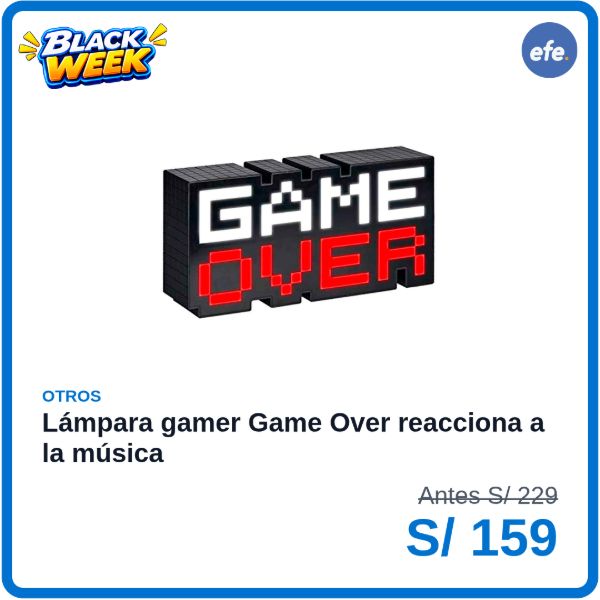 BLACK
WEEK
efe.
GAME
OVER
OTROS
Lámpara gamer Game Over reacciona a
la música
Antes S/ 229
S/ 159